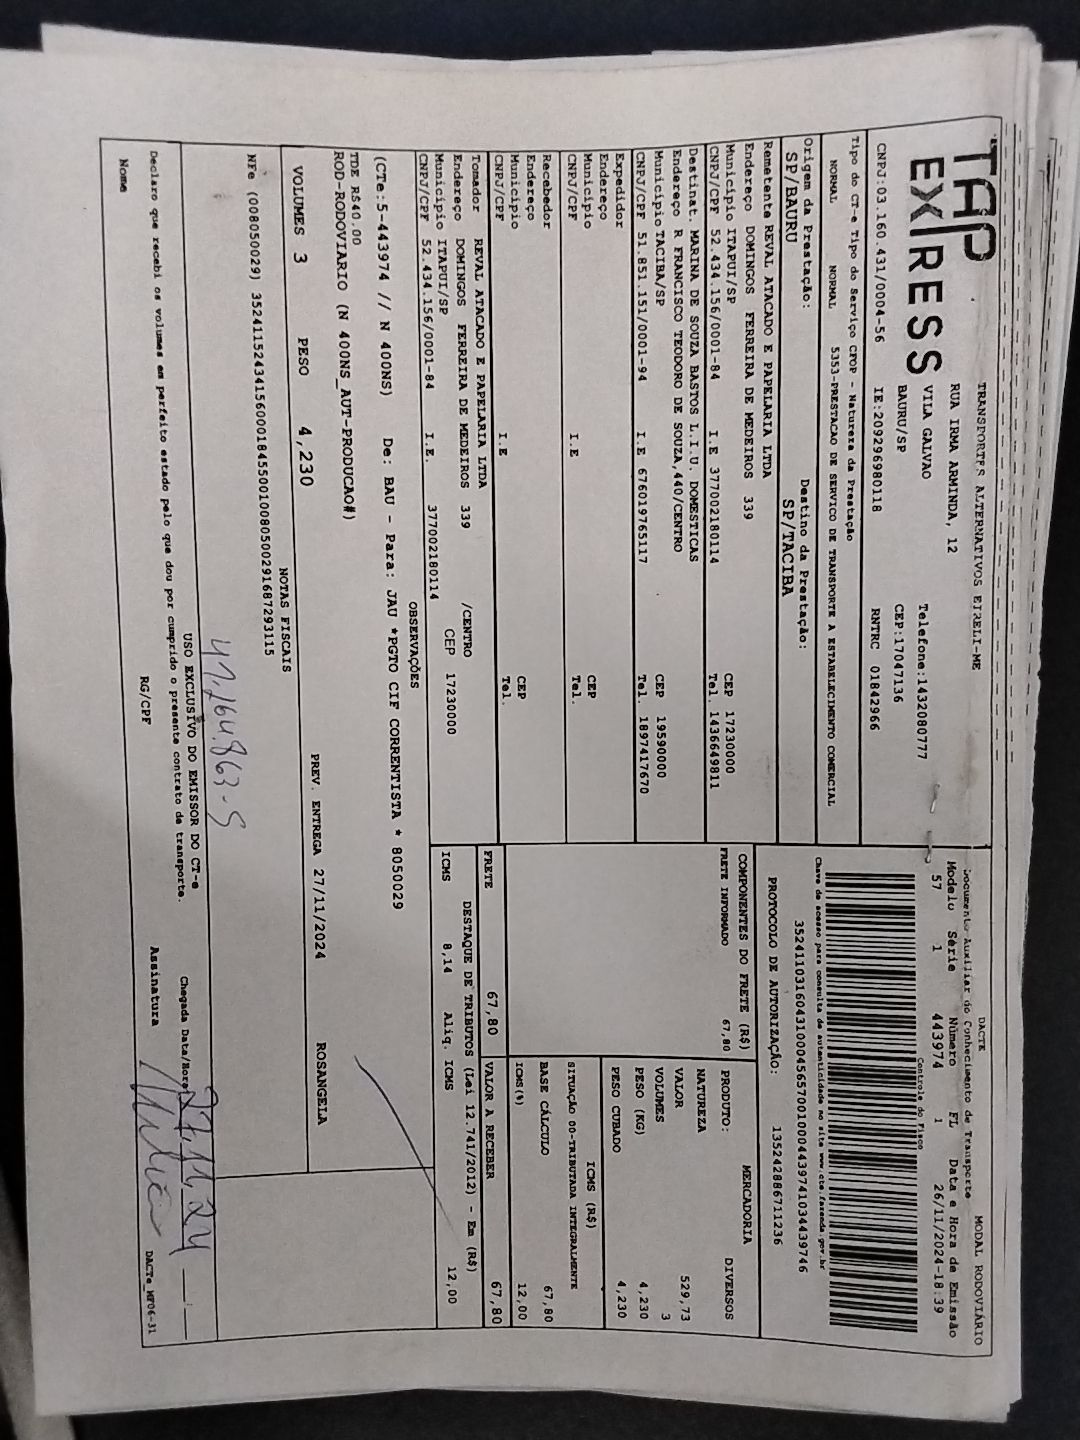 TAP EXPRESS
TRANSPORTES ALTERNATIVOS EIRELI-ME
RUA IRMA ARMINDA, 12
VILA GALVAO
BAURU/SP
Telefone:1432080777
CEP:17047136
CNPJ:03.160.431/0004-56 IE:209296980118 RNTRC 01842966
DACTE MODAL RODOVIÁRIO
Documento Auxiliar do Conhecimento de Transporte
Modelo Série Número FL Data e Hora de Emissão
57 1 443974 1 26/11/2024-18:39
Controle do Fisco
Chave de acesso para consulta de autenticidade no site www.cte.fazenda.gov.br
35241103160431000456570010004439741034439746
PROTOCOLO DE AUTORIZAÇÃO: 135242886711236
Tipo do CT-e Tipo do Serviço CFOP - Natureza da Prestação
NORMAL NORMAL 5353-PRESTACAO DE SERVICO DE TRANSPORTE A ESTABELECIMENTO COMERCIAL
Origem da Prestação: Destino da Prestação:
SP/BAURU SP/TACIBA
Remetente REVAL ATACADO E PAPELARIA LTDA
Endereço DOMINGOS FERREIRA DE MEDEIROS 339
Município ITAPUI/SP CEP 17230000
CNPJ/CPF 52.434.156/0001-84 I.E 377002180114 Tel. 1436649811
Destinat. MARINA DE SOUZA BASTOS L.I.U. DOMESTICAS
Endereço R FRANCISCO TEODORO DE SOUZA,440/CENTRO
Município TACIBA/SP CEP 19590000
CNPJ/CPF 51.851.151/0001-94 I.E 676019765117 Tel. 1897417670
Expedidor
Endereço
Município CEP
CNPJ/CPF I.E Tel.
Recebedor
Endereço
Município CEP
CNPJ/CPF I.E Tel.
Tomador REVAL ATACADO E PAPELARIA LTDA
Endereço DOMINGOS FERREIRA DE MEDEIROS 339 /CENTRO
Município ITAPUI/SP CEP 17230000
CNPJ/CPF 52.434.156/0001-84 I.E. 377002180114
COMPONENTES DO FRETE (R$)
FRETE INFORMADO 67,80
MERCADORIA
PRODUTO: DIVERSOS
NATUREZA
VALOR 529,73
VOLUMES 3
PESO (KG) 4,230
PESO CUBADO 4,230
ICMS (R$)
SITUAÇÃO 00-TRIBUTADA INTEGRALMENTE
BASE CÁLCULO 67,80
ICMS(%) 12,00
FRETE 67,80 VALOR A RECEBER 67,80
DESTAQUE DE TRIBUTOS (Lei 12.741/2012) - Em (R$)
ICMS 8,14 Aliq. ICMS 12,00
OBSERVAÇÕES
(CTe:5-443974 // N 400NS) De: BAU - Para: JAU *PGTO CIF CORRENTISTA * 8050029
TDE R$40.00
ROD-RODOVIARIO (N 400NS_AUT-PRODUCAO#)
VOLUMES 3 PESO 4,230 PREV. ENTREGA 27/11/2024 ROSANGELA
NOTAS FISCAIS
NFe (008050029) 35241152434156000184550010080500291687293115
41.764.863-5
USO EXCLUSIVO DO EMISSOR DO CT-e
Declaro que recebi os volumes em perfeito estado pelo que dou por cumprido o presente contrato de transporte.
Chegada Data/Hora 27,11,24
Nome RG/CPF Assinatura
DACTe_MF06-31